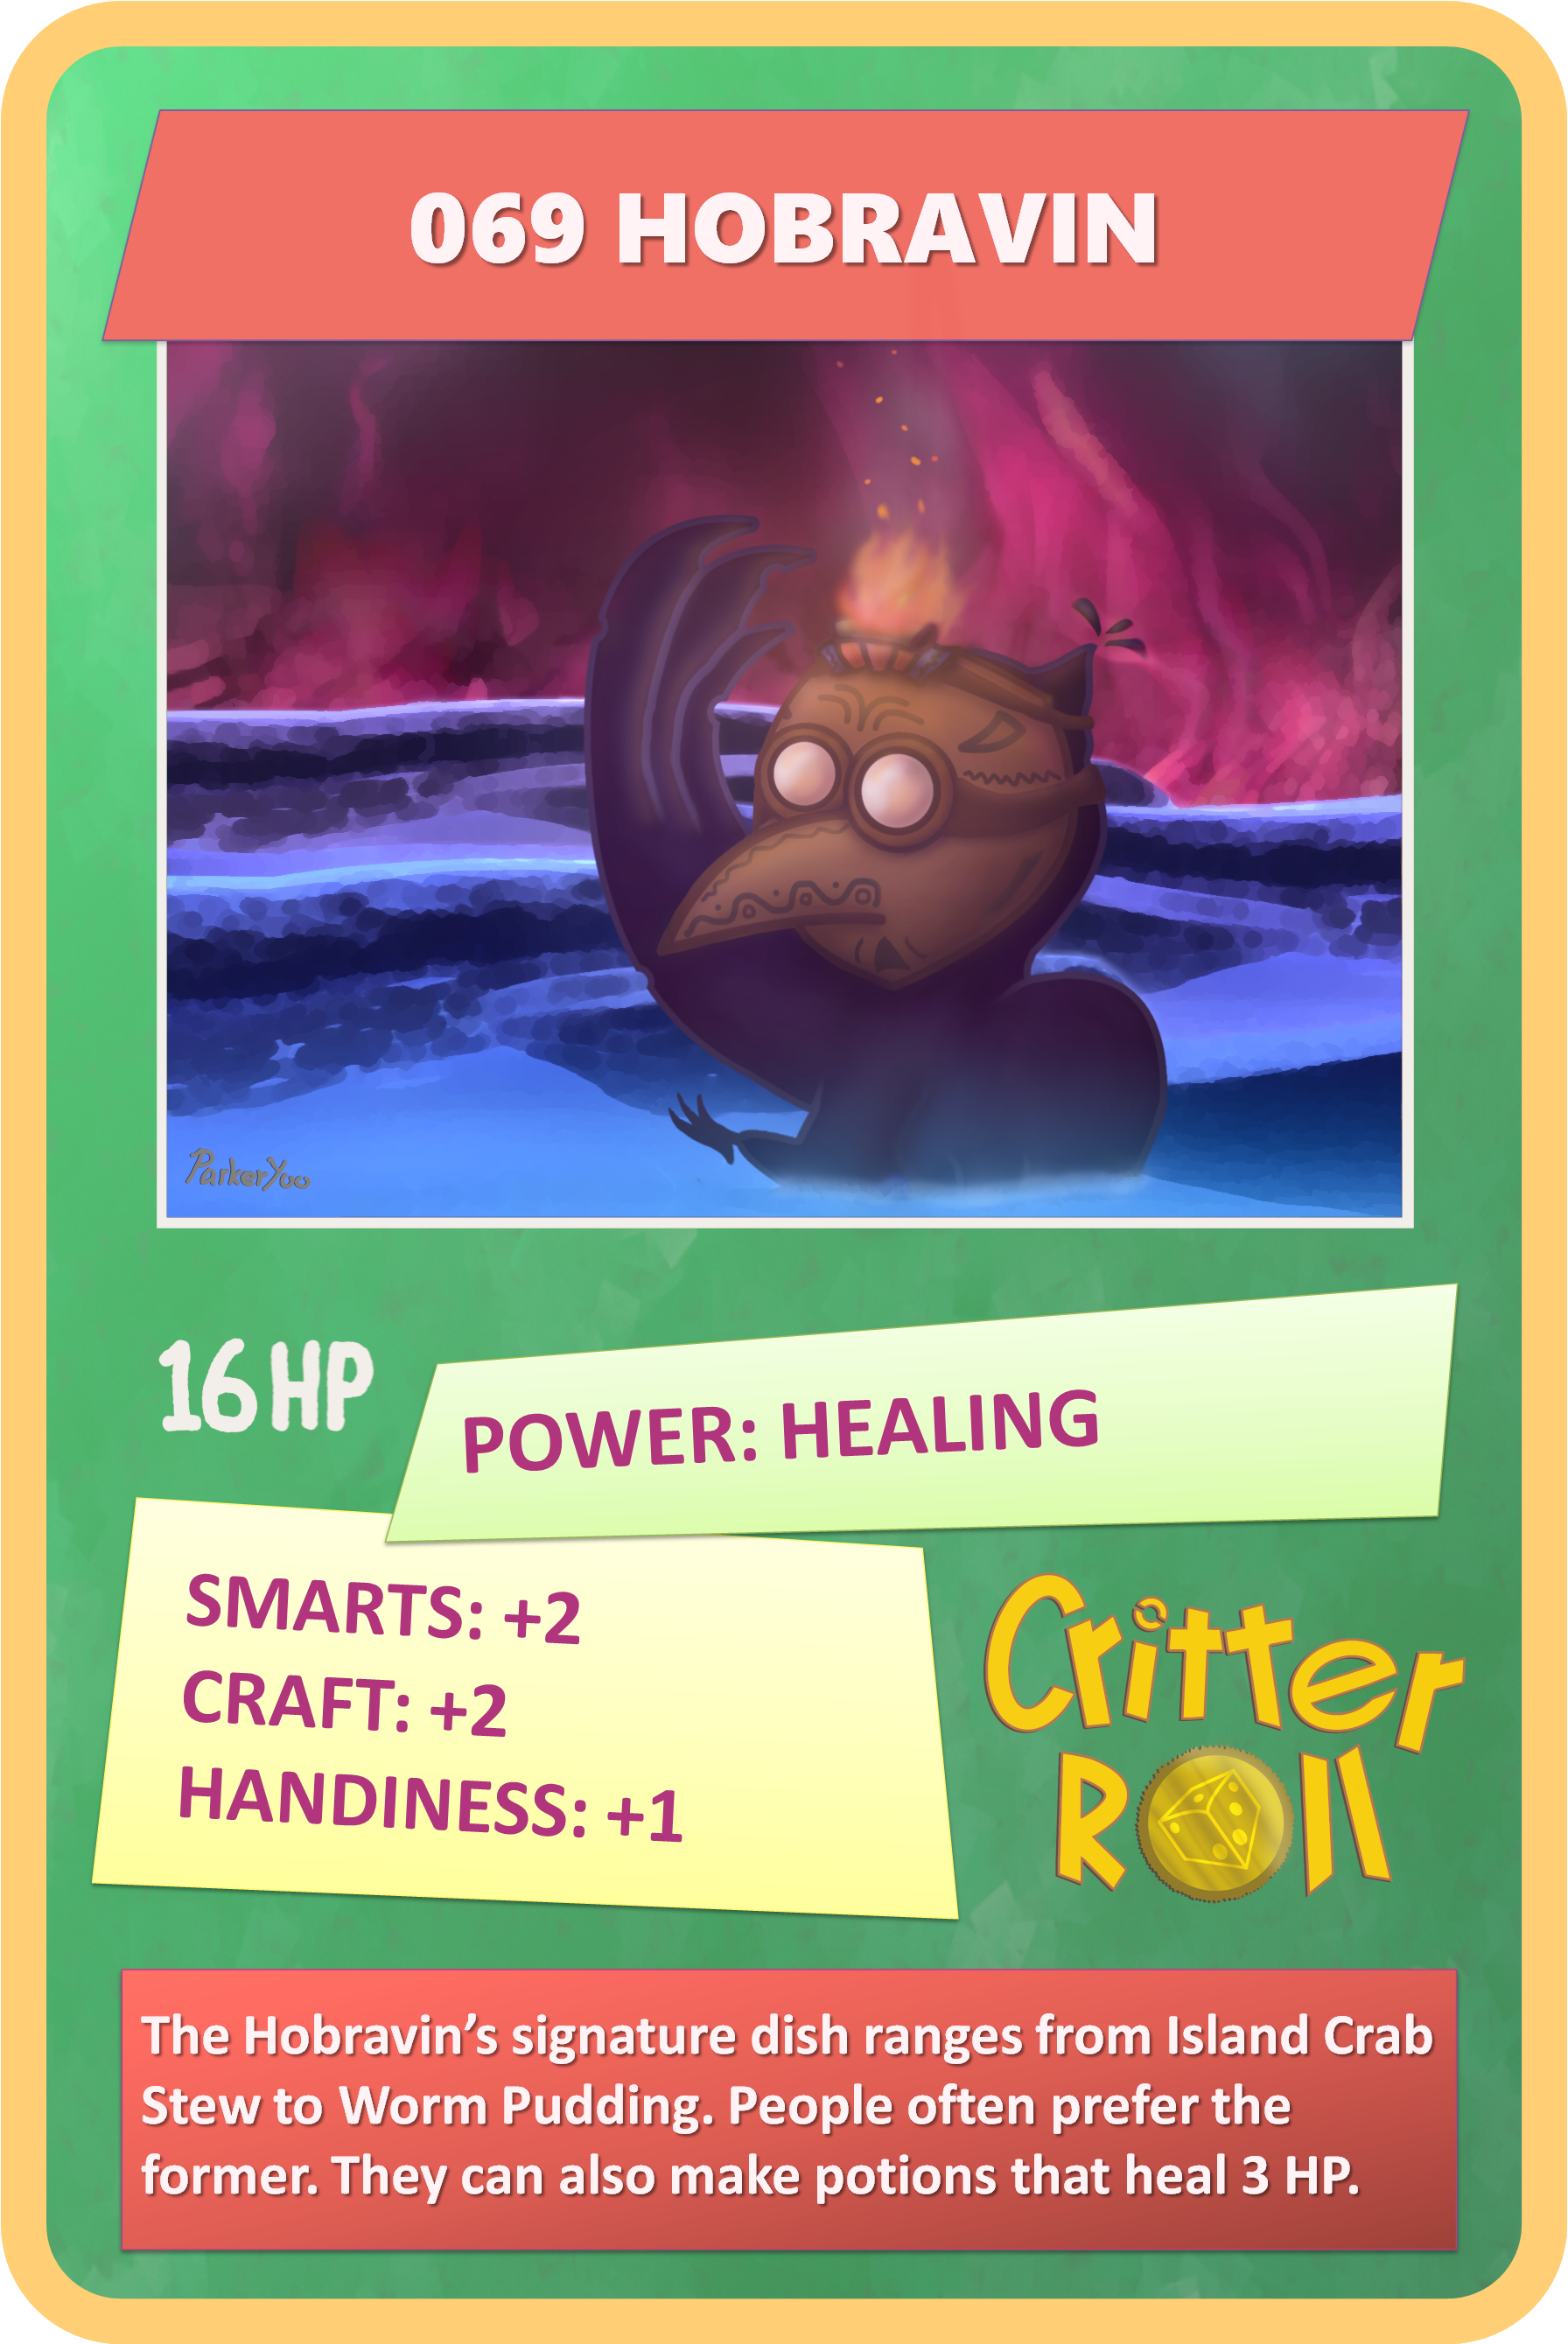 069 HOBRAVIN
ParkerYoo
16 HP
POWER: HEALING
SMARTS: +2
CRAFT: +2
HANDINESS: +1
Critter
Roll
The Hobravin’s signature dish ranges from Island Crab
Stew to Worm Pudding. People often prefer the
former. They can also make potions that heal 3 HP.